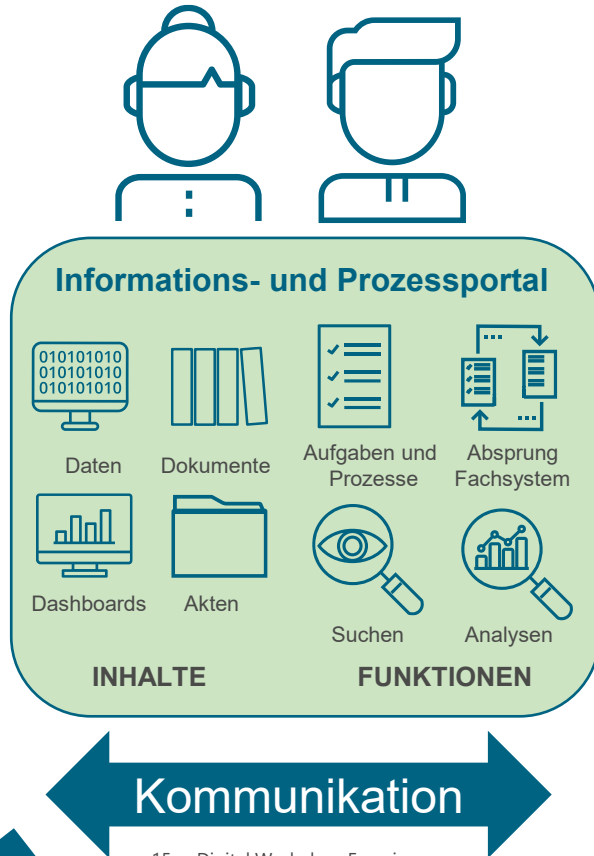 Informations- und Prozessportal
010101010
010101010
010101010
Daten
Dokumente
Aufgaben und
Prozesse
Absprung
Fachsystem
Dashboards
Akten
Suchen
Analysen
INHALTE
FUNKTIONEN
Kommunikation